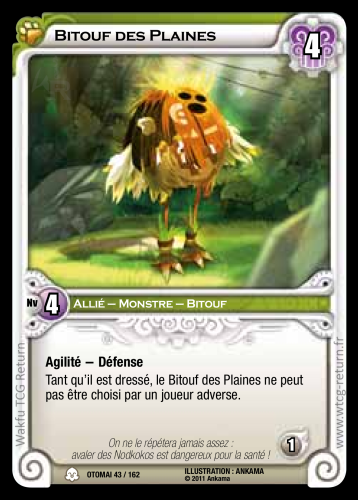 Bitouf des Plaines
4
Nv 4
Allié – Monstre – Bitouf
Agilité – Défense
Tant qu'il est dressé, le Bitouf des Plaines ne peut
pas être choisi par un joueur adverse.
On ne le répétera jamais assez :
avaler des Nodkokos est dangereux pour la santé !
1
OTOMAI 43 / 162
ILLUSTRATION : ANKAMA
© 2011 Ankama
Wakfu TCG Return
www.wtcg-return.fr